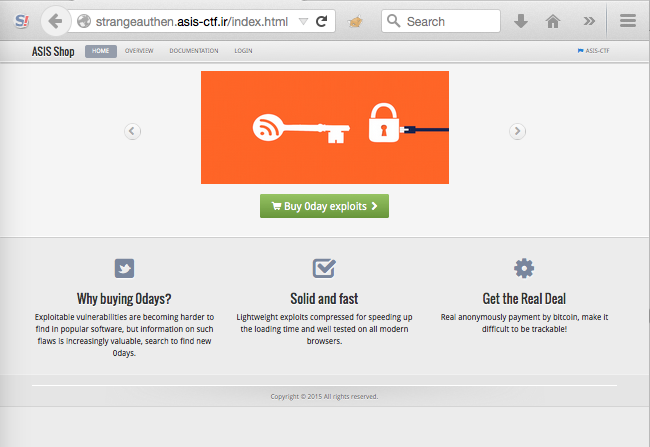 strangeauthen.asis-ctf.ir/index.html
Search
ASIS Shop
HOME
OVERVIEW
DOCUMENTATION
LOGIN
ASIS-CTF
Buy 0day exploits
Why buying 0days?
Exploitable vulnerabilities are becoming harder to
find in popular software, but information on such
flaws is increasingly valuable, search to find new
0days.
Solid and fast
Lightweight exploits compressed for speeding up
the loading time and well tested on all modern
browsers.
Get the Real Deal
Real anonymously payment by bitcoin, make it
difficult to be trackable!
Copyright © 2015 All rights reserved.